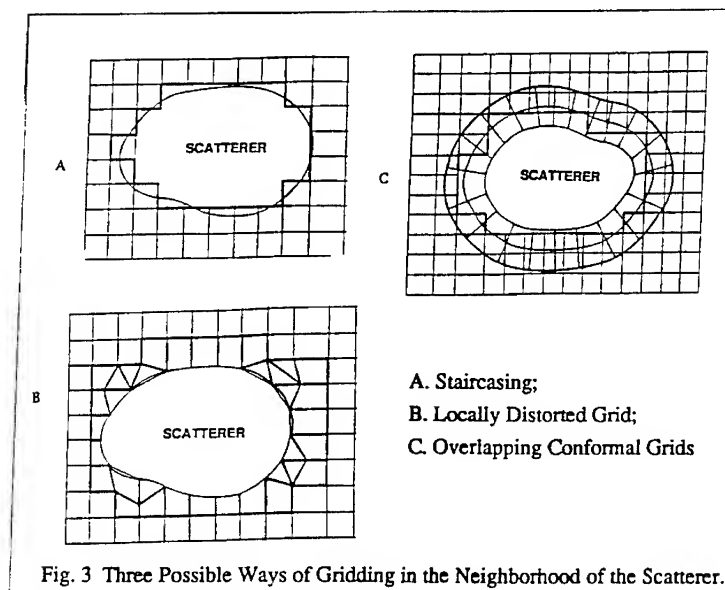 A
SCATTERER
C
SCATTERER
B
SCATTERER
A. Staircasing;
B. Locally Distorted Grid;
C. Overlapping Conformal Grids
Fig. 3 Three Possible Ways of Gridding in the Neighborhood of the Scatterer.